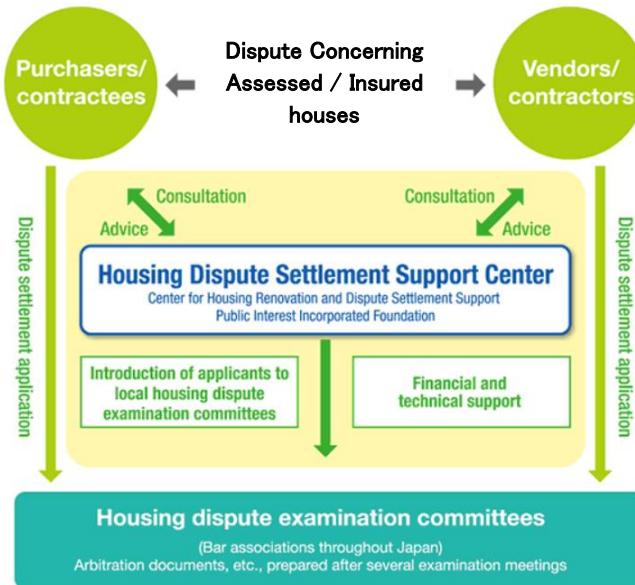 Purchasers/
contractees
Dispute Concerning
Assessed / Insured
houses
Vendors/
contractors
Consultation
Advice
Consultation
Advice
Dispute settlement application
Dispute settlement application
Housing Dispute Settlement Support Center
Center for Housing Renovation and Dispute Settlement Support
Public Interest Incorporated Foundation
Introduction of applicants to
local housing dispute
examination committees
Financial and
technical support
Housing dispute examination committees
(Bar associations throughout Japan)
Arbitration documents, etc., prepared after several examination meetings